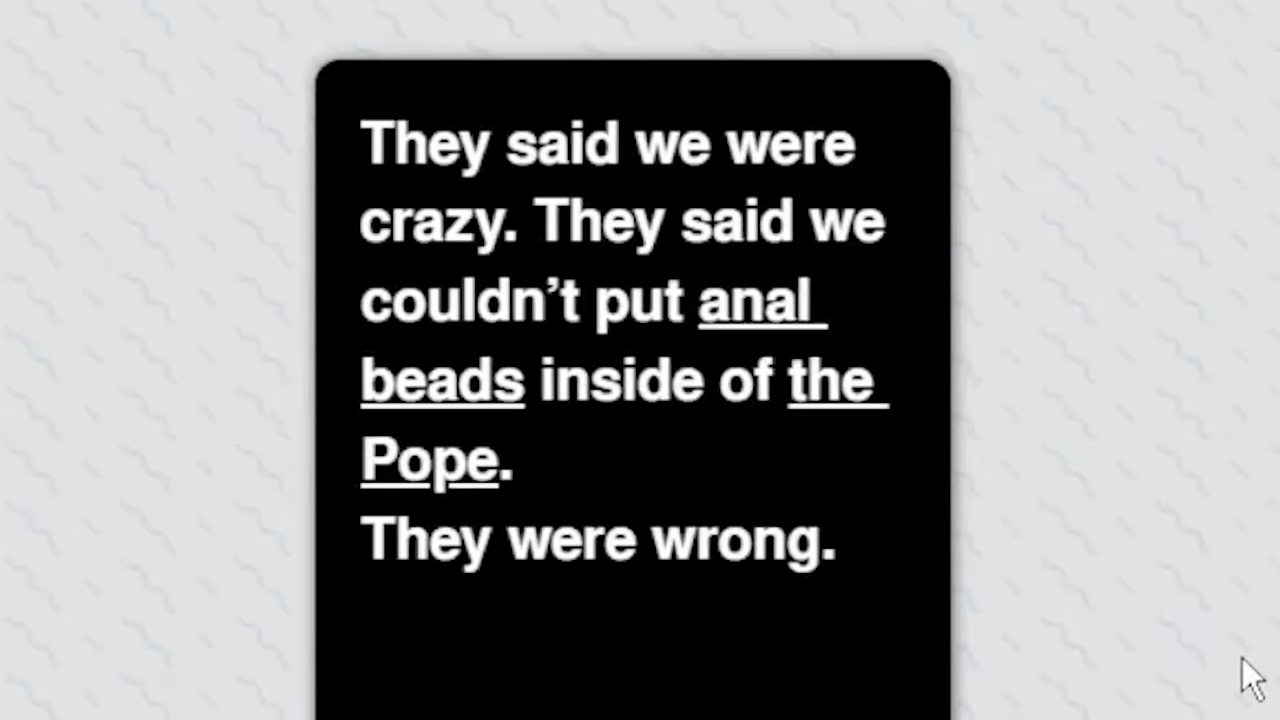 They said we were
crazy. They said we
couldn’t put anal
beads inside of the
Pope.
They were wrong.